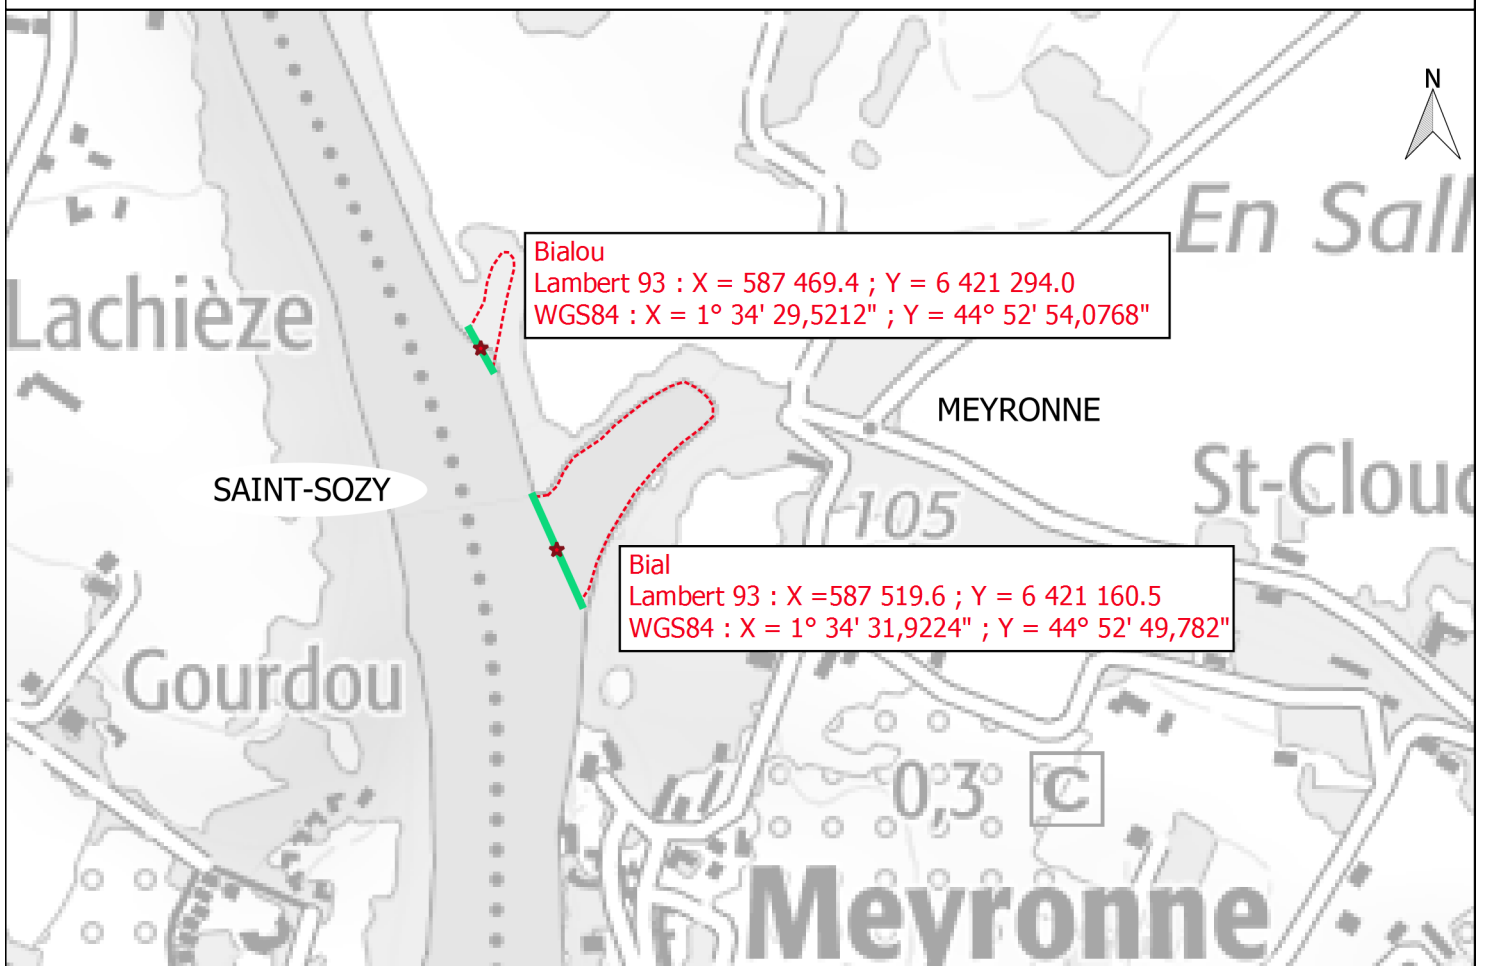 N
En Sall
Bialou
Lambert 93 : X = 587 469.4 ; Y = 6 421 294.0
WGS84 : X = 1° 34' 29,5212" ; Y = 44° 52' 54,0768"
Lachièze
MEYRONNE
SAINT-SOZY
St-Clou
105
Bial
Lambert 93 : X =587 519.6 ; Y = 6 421 160.5
WGS84 : X = 1° 34' 31,9224" ; Y = 44° 52' 49,782"
Gourdou
0,3
C
Meyronne